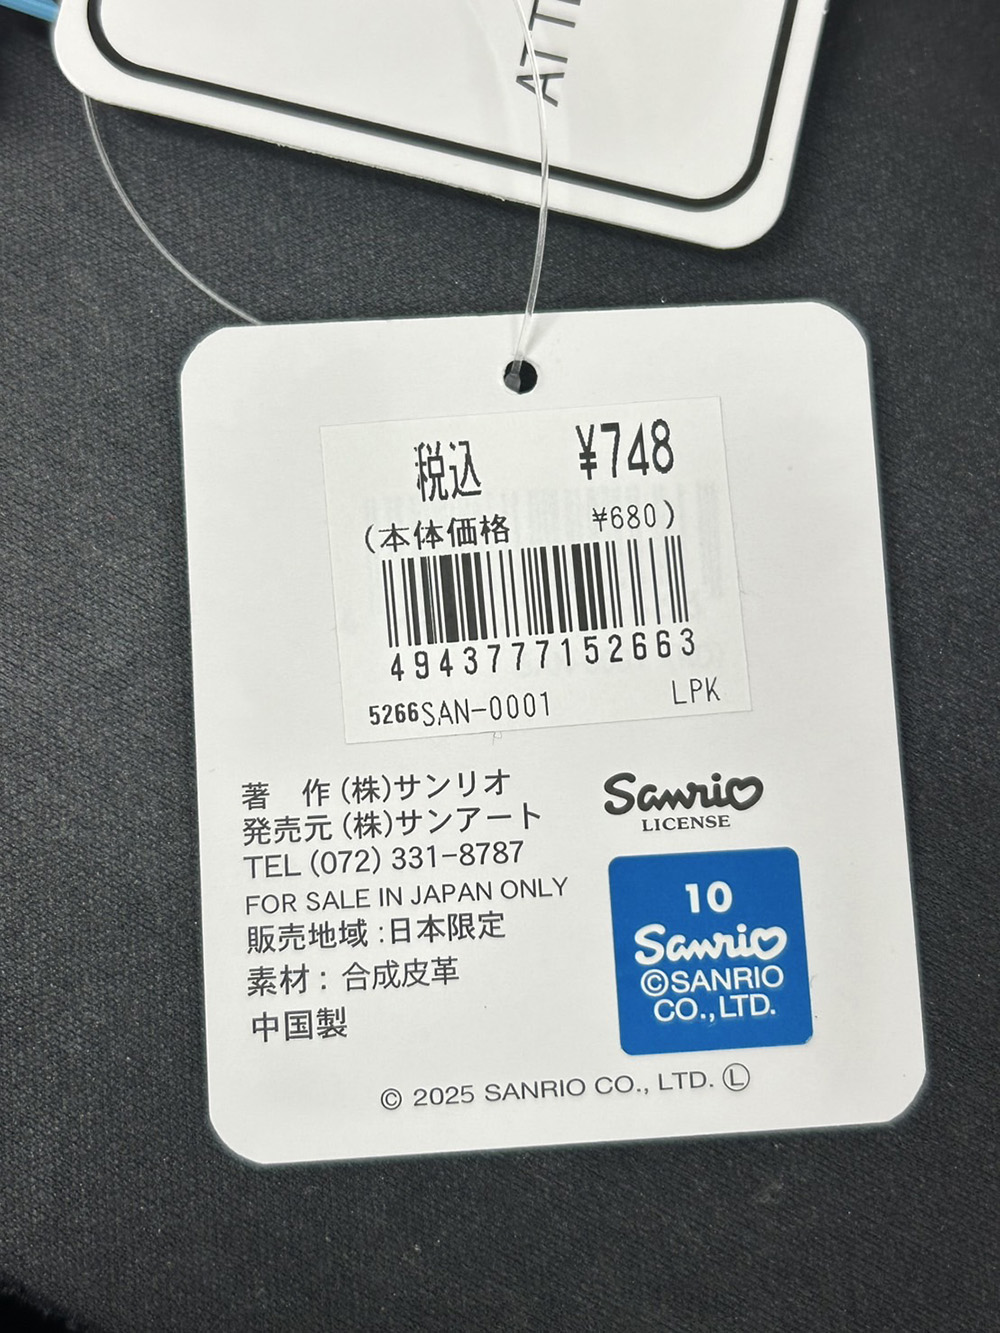 税込 ¥748
(本体価格 ¥680)
4943777152663
5266SAN-0001 LPK
著 作 (株)サンリオ
発売元 (株)サンアート
TEL (072) 331-8787
FOR SALE IN JAPAN ONLY
販売地域:日本限定
素材: 合成皮革
中国製
Sanrio
LICENSE
10
Sanrio
©SANRIO
CO.,LTD.
© 2025 SANRIO CO., LTD. Ⓛ